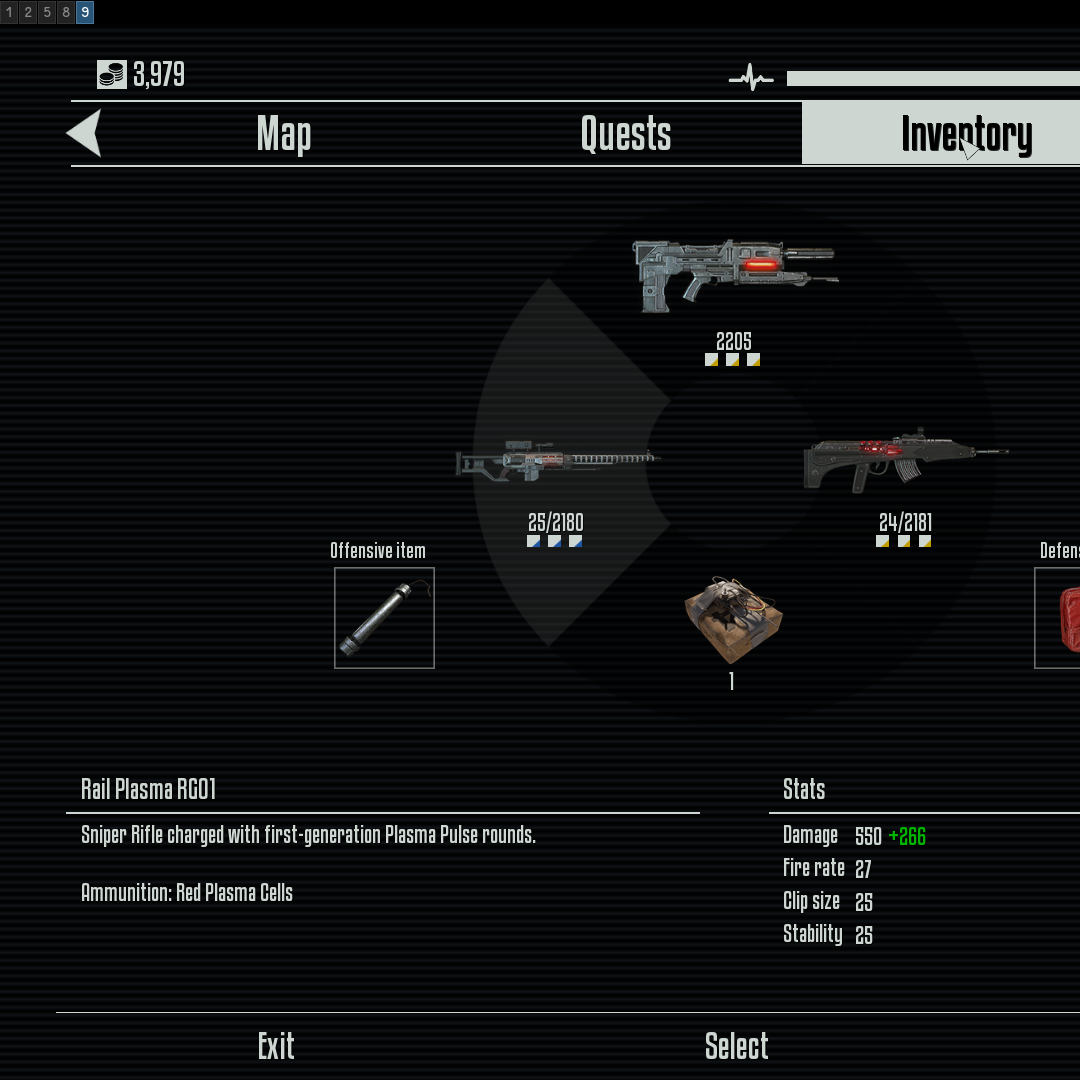 1 2 5 8 9
3,979
Map Quests Inventory
2205
25/2180 24/2181
Offensive item Defens
1
Rail Plasma RG01 Stats
Sniper Rifle charged with first-generation Plasma Pulse rounds.
Ammunition: Red Plasma Cells
Damage 550 +266
Fire rate 27
Clip size 25
Stability 25
Exit Select